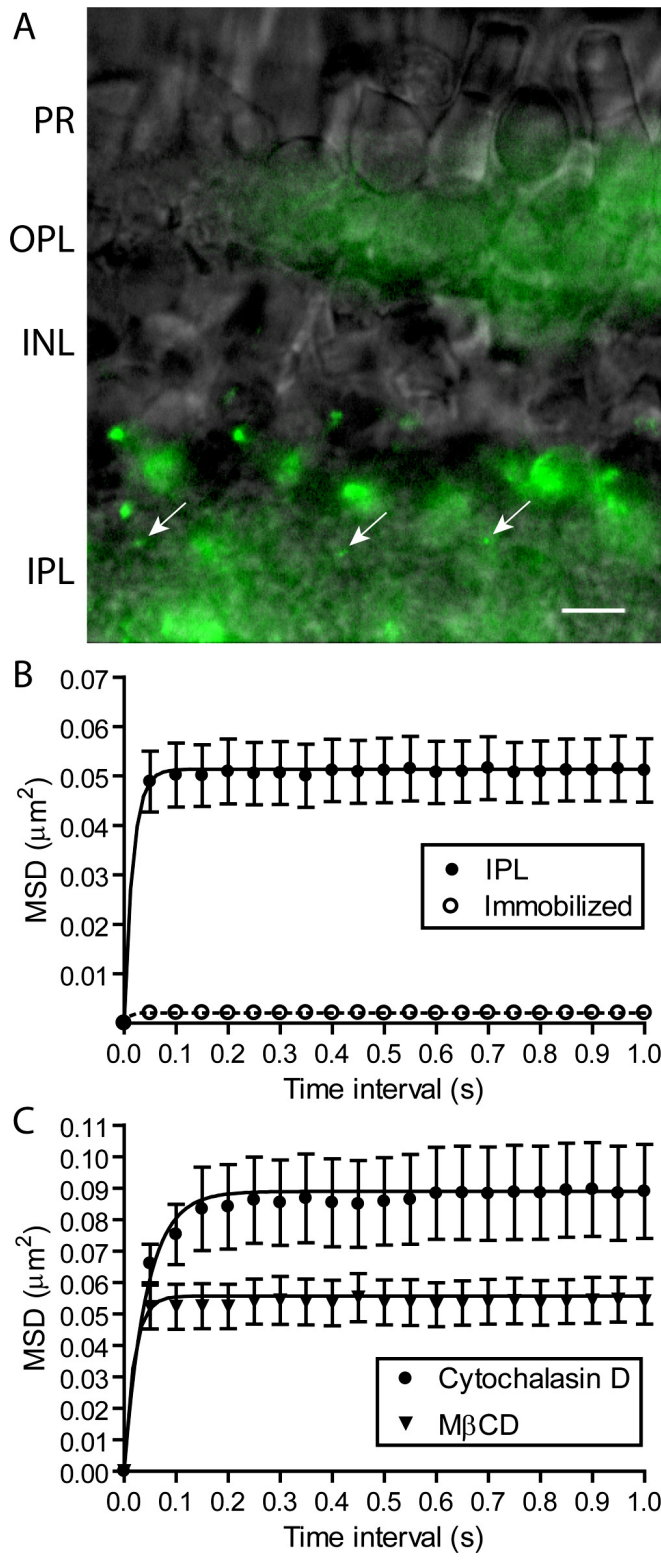 A
PR
OPL
INL
IPL
B
0.07
0.06
0.05
0.04
0.03
0.02
0.01
MSD (μm²)
IPL
Immobilized
0.0 0.1 0.2 0.3 0.4 0.5 0.6 0.7 0.8 0.9 1.0
Time interval (s)
C
0.11
0.10
0.09
0.08
0.07
0.06
0.05
0.04
0.03
0.02
0.01
0.00
MSD (μm²)
Cytochalasin D
MβCD
0.0 0.1 0.2 0.3 0.4 0.5 0.6 0.7 0.8 0.9 1.0
Time interval (s)